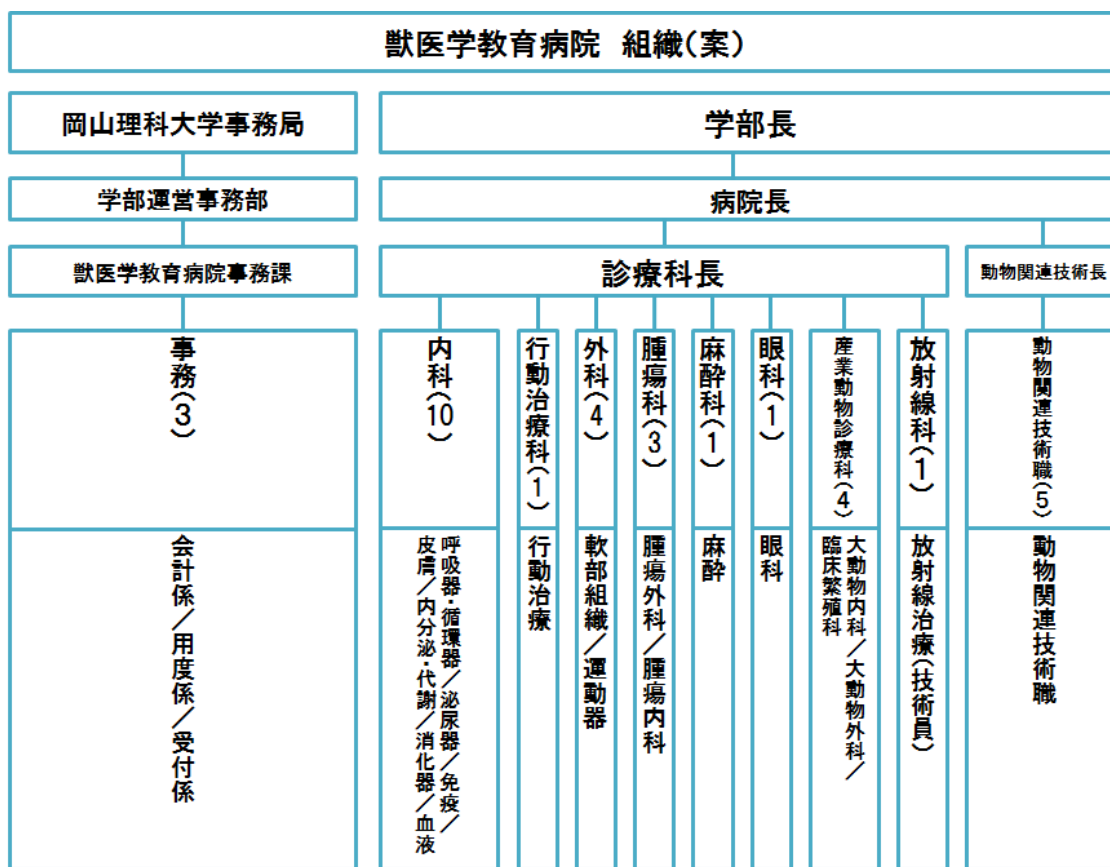 獣医学教育病院　組織(案)
岡山理科大学事務局
学部長
学部運営事務部
病院長
獣医学教育病院事務課
診療科長
動物関連技術長
事務(3)
内科(10)
行動治療科(1)
外科(4)
腫瘍科(3)
麻酔科(1)
眼科(1)
産業動物診療科(4)
放射線科(1)
動物関連技術職(5)
会計係/用度係/受付係
呼吸器・循環器/泌尿器/免疫/
皮膚/内分泌・代謝/消化器/血液
行動治療
軟部組織/運動器
腫瘍外科/腫瘍内科
麻酔
眼科
大動物内科/大動物外科/
臨床繁殖科
放射線治療(技術員)
動物関連技術職